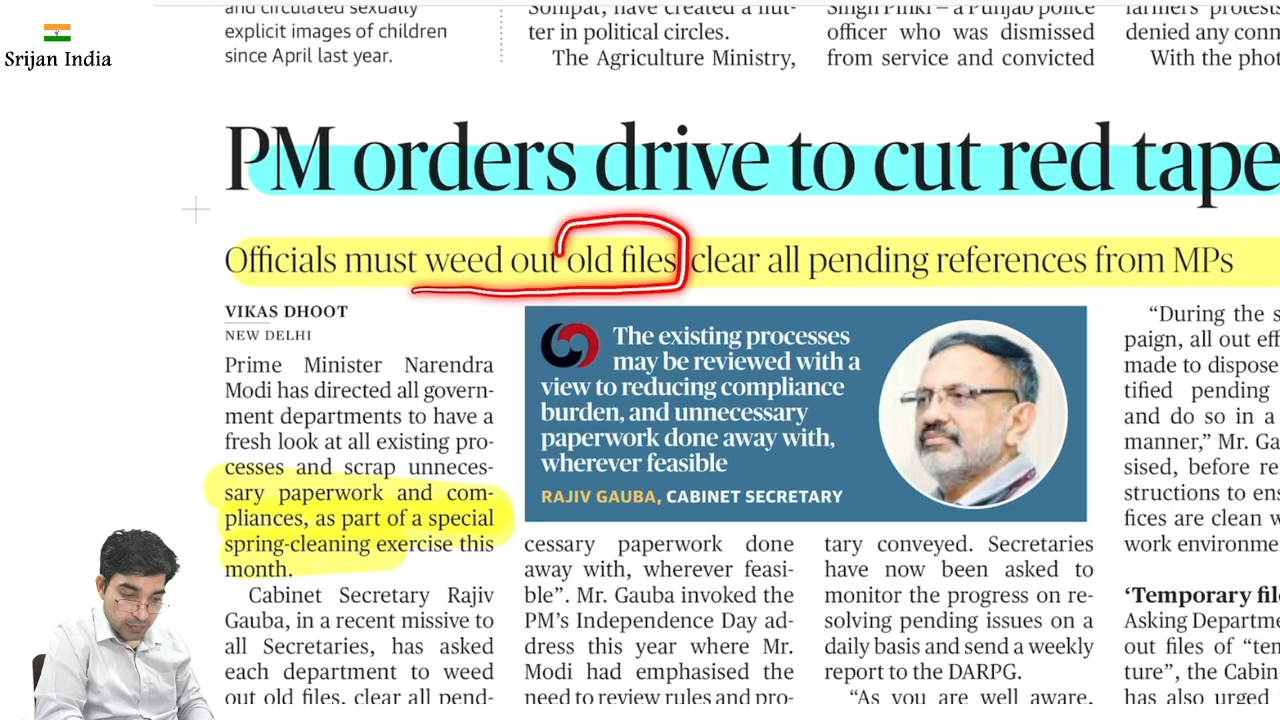 Srijan India
and circulated sexually
explicit images of children
since April last year.
Sonipat, have created a flut-
ter in political circles.
The Agriculture Ministry,
Singh Pinki – a Punjab police
officer who was dismissed
from service and convicted
farmers' protests
denied any conn
With the phot
PM orders drive to cut red tape
Officials must weed out old files, clear all pending references from MPs
VIKAS DHOOT
NEW DELHI
Prime Minister Narendra
Modi has directed all govern-
ment departments to have a
fresh look at all existing pro-
cesses and scrap unneces-
sary paperwork and com-
pliances, as part of a special
spring-cleaning exercise this
month.
Cabinet Secretary Rajiv
Gauba, in a recent missive to
all Secretaries, has asked
each department to weed
out old files, clear all pend-
The existing processes
may be reviewed with a
view to reducing compliance
burden, and unnecessary
paperwork done away with,
wherever feasible
RAJIV GAUBA, CABINET SECRETARY
cessary paperwork done
away with, wherever feasi-
ble". Mr. Gauba invoked the
PM's Independence Day ad-
dress this year where Mr.
Modi had emphasised the
need to review rules and pro-
tary conveyed. Secretaries
have now been asked to
monitor the progress on re-
solving pending issues on a
daily basis and send a weekly
report to the DARPG.
"As you are well aware,
"During the s
paign, all out eff
made to dispose
tified pending
and do so in a
manner," Mr. Ga
sised, before re
structions to ens
fices are clean w
work environme
'Temporary file
Asking Departme
out files of "tem
ture", the Cabin
has also urged